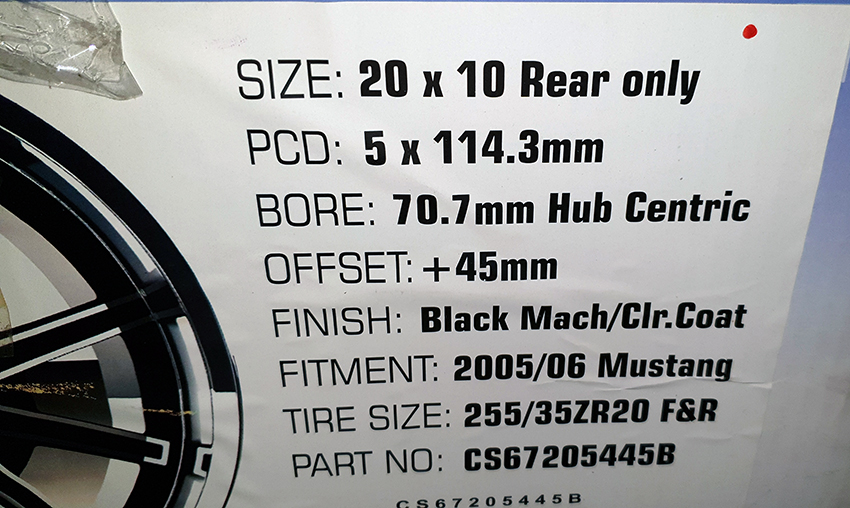 SIZE: 20 x 10 Rear only
PCD: 5 x 114.3mm
BORE: 70.7mm Hub Centric
OFFSET: +45mm
FINISH: Black Mach/Clr.Coat
FITMENT: 2005/06 Mustang
TIRE SIZE: 255/35ZR20 F&R
PART NO: CS67205445B
CS67205445B